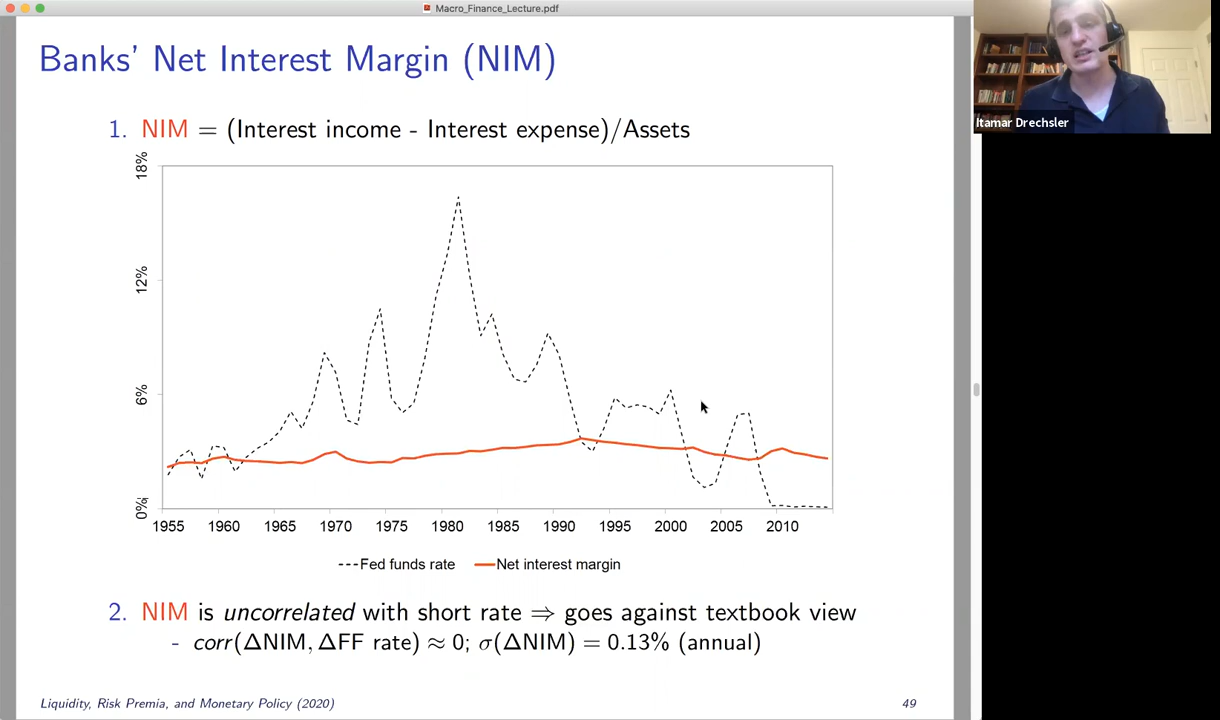 Macro_Finance_Lecture.pdf
Banks' Net Interest Margin (NIM)
Itamar Drechsler
1. NIM = (Interest income - Interest expense)/Assets
18%
12%
6%
0%
1955 1960 1965 1970 1975 1980 1985 1990 1995 2000 2005 2010
Fed funds rate Net interest margin
2. NIM is uncorrelated with short rate ⇒ goes against textbook view
- corr(ΔNIM, ΔFF rate) ≈ 0; σ(ΔNIM) = 0.13% (annual)
Liquidity, Risk Premia, and Monetary Policy (2020) 49